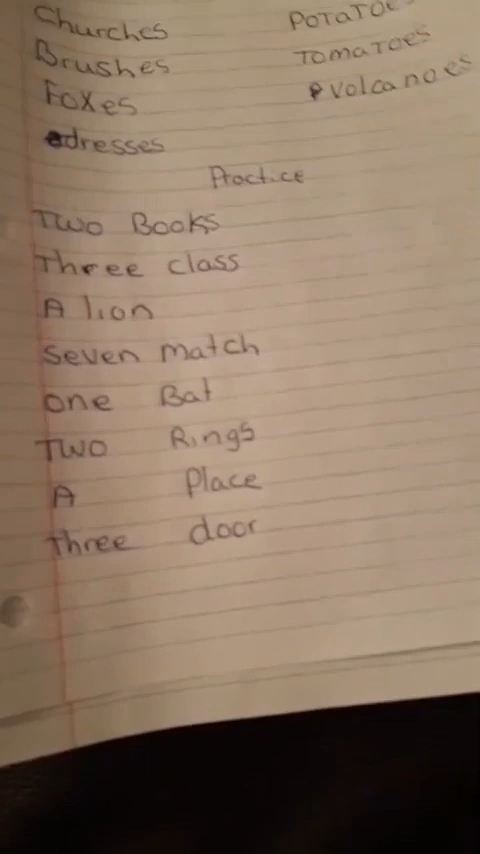 Churches
Brushes
Foxes
adresses
POTATOE
TOMATOES
volcanoes
Practice
TWO Books
Three class
A lion
seven match
one Bat
TWO Rings
A Place
Three door